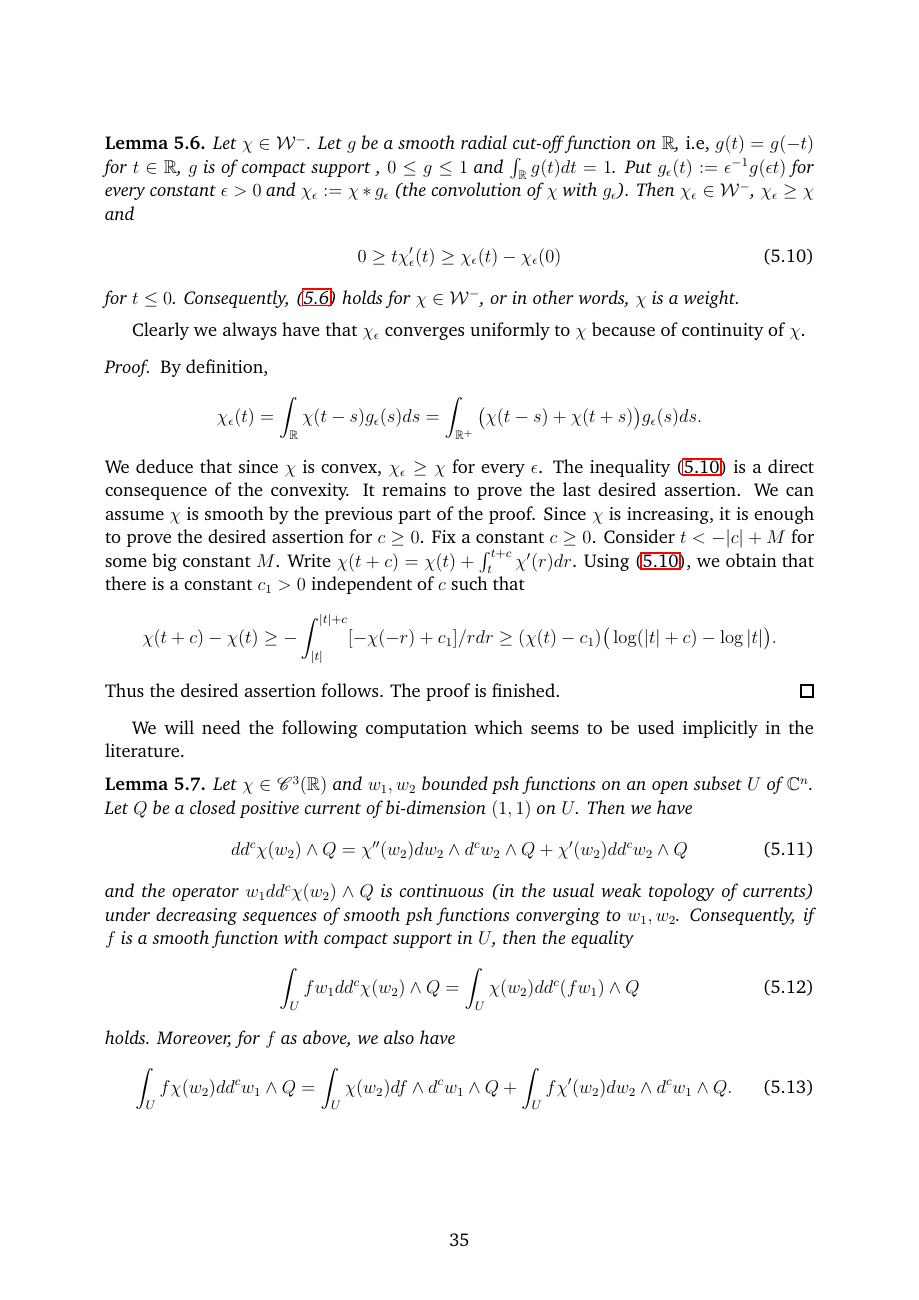 Lemma 5.6. Let χ ∈ 𝒲⁻. Let g be a smooth radial cut-off function on ℝ, i.e, g(t) = g(−t)
for t ∈ ℝ, g is of compact support , 0 ≤ g ≤ 1 and ∫_ℝ g(t)dt = 1. Put g_ϵ(t) := ϵ⁻¹g(ϵt) for
every constant ϵ > 0 and χ_ϵ := χ ∗ g_ϵ (the convolution of χ with g_ϵ). Then χ_ϵ ∈ 𝒲⁻, χ_ϵ ≥ χ
and
0 ≥ tχ′_ϵ(t) ≥ χ_ϵ(t) − χ_ϵ(0) (5.10)
for t ≤ 0. Consequently, (5.6) holds for χ ∈ 𝒲⁻, or in other words, χ is a weight.
Clearly we always have that χ_ϵ converges uniformly to χ because of continuity of χ.
Proof. By definition,
χ_ϵ(t) = ∫_ℝ χ(t − s)g_ϵ(s)ds = ∫_{ℝ⁺} (χ(t − s) + χ(t + s))g_ϵ(s)ds.
We deduce that since χ is convex, χ_ϵ ≥ χ for every ϵ. The inequality (5.10) is a direct
consequence of the convexity. It remains to prove the last desired assertion. We can
assume χ is smooth by the previous part of the proof. Since χ is increasing, it is enough
to prove the desired assertion for c ≥ 0. Fix a constant c ≥ 0. Consider t < −|c| + M for
some big constant M. Write χ(t + c) = χ(t) + ∫_t^{t+c} χ′(r)dr. Using (5.10), we obtain that
there is a constant c₁ > 0 independent of c such that
χ(t + c) − χ(t) ≥ − ∫_{|t|}^{|t|+c} [−χ(−r) + c₁]/rdr ≥ (χ(t) − c₁)(log(|t| + c) − log |t|).
Thus the desired assertion follows. The proof is finished. □
We will need the following computation which seems to be used implicitly in the
literature.
Lemma 5.7. Let χ ∈ 𝒞³(ℝ) and w₁, w₂ bounded psh functions on an open subset U of ℂⁿ.
Let Q be a closed positive current of bi-dimension (1, 1) on U. Then we have
dd^cχ(w₂) ∧ Q = χ″(w₂)dw₂ ∧ d^cw₂ ∧ Q + χ′(w₂)dd^cw₂ ∧ Q (5.11)
and the operator w₁dd^cχ(w₂) ∧ Q is continuous (in the usual weak topology of currents)
under decreasing sequences of smooth psh functions converging to w₁, w₂. Consequently, if
f is a smooth function with compact support in U, then the equality
∫_U fw₁dd^cχ(w₂) ∧ Q = ∫_U χ(w₂)dd^c(fw₁) ∧ Q (5.12)
holds. Moreover, for f as above, we also have
∫_U fχ(w₂)dd^cw₁ ∧ Q = ∫_U χ(w₂)df ∧ d^cw₁ ∧ Q + ∫_U fχ′(w₂)dw₂ ∧ d^cw₁ ∧ Q. (5.13)
35